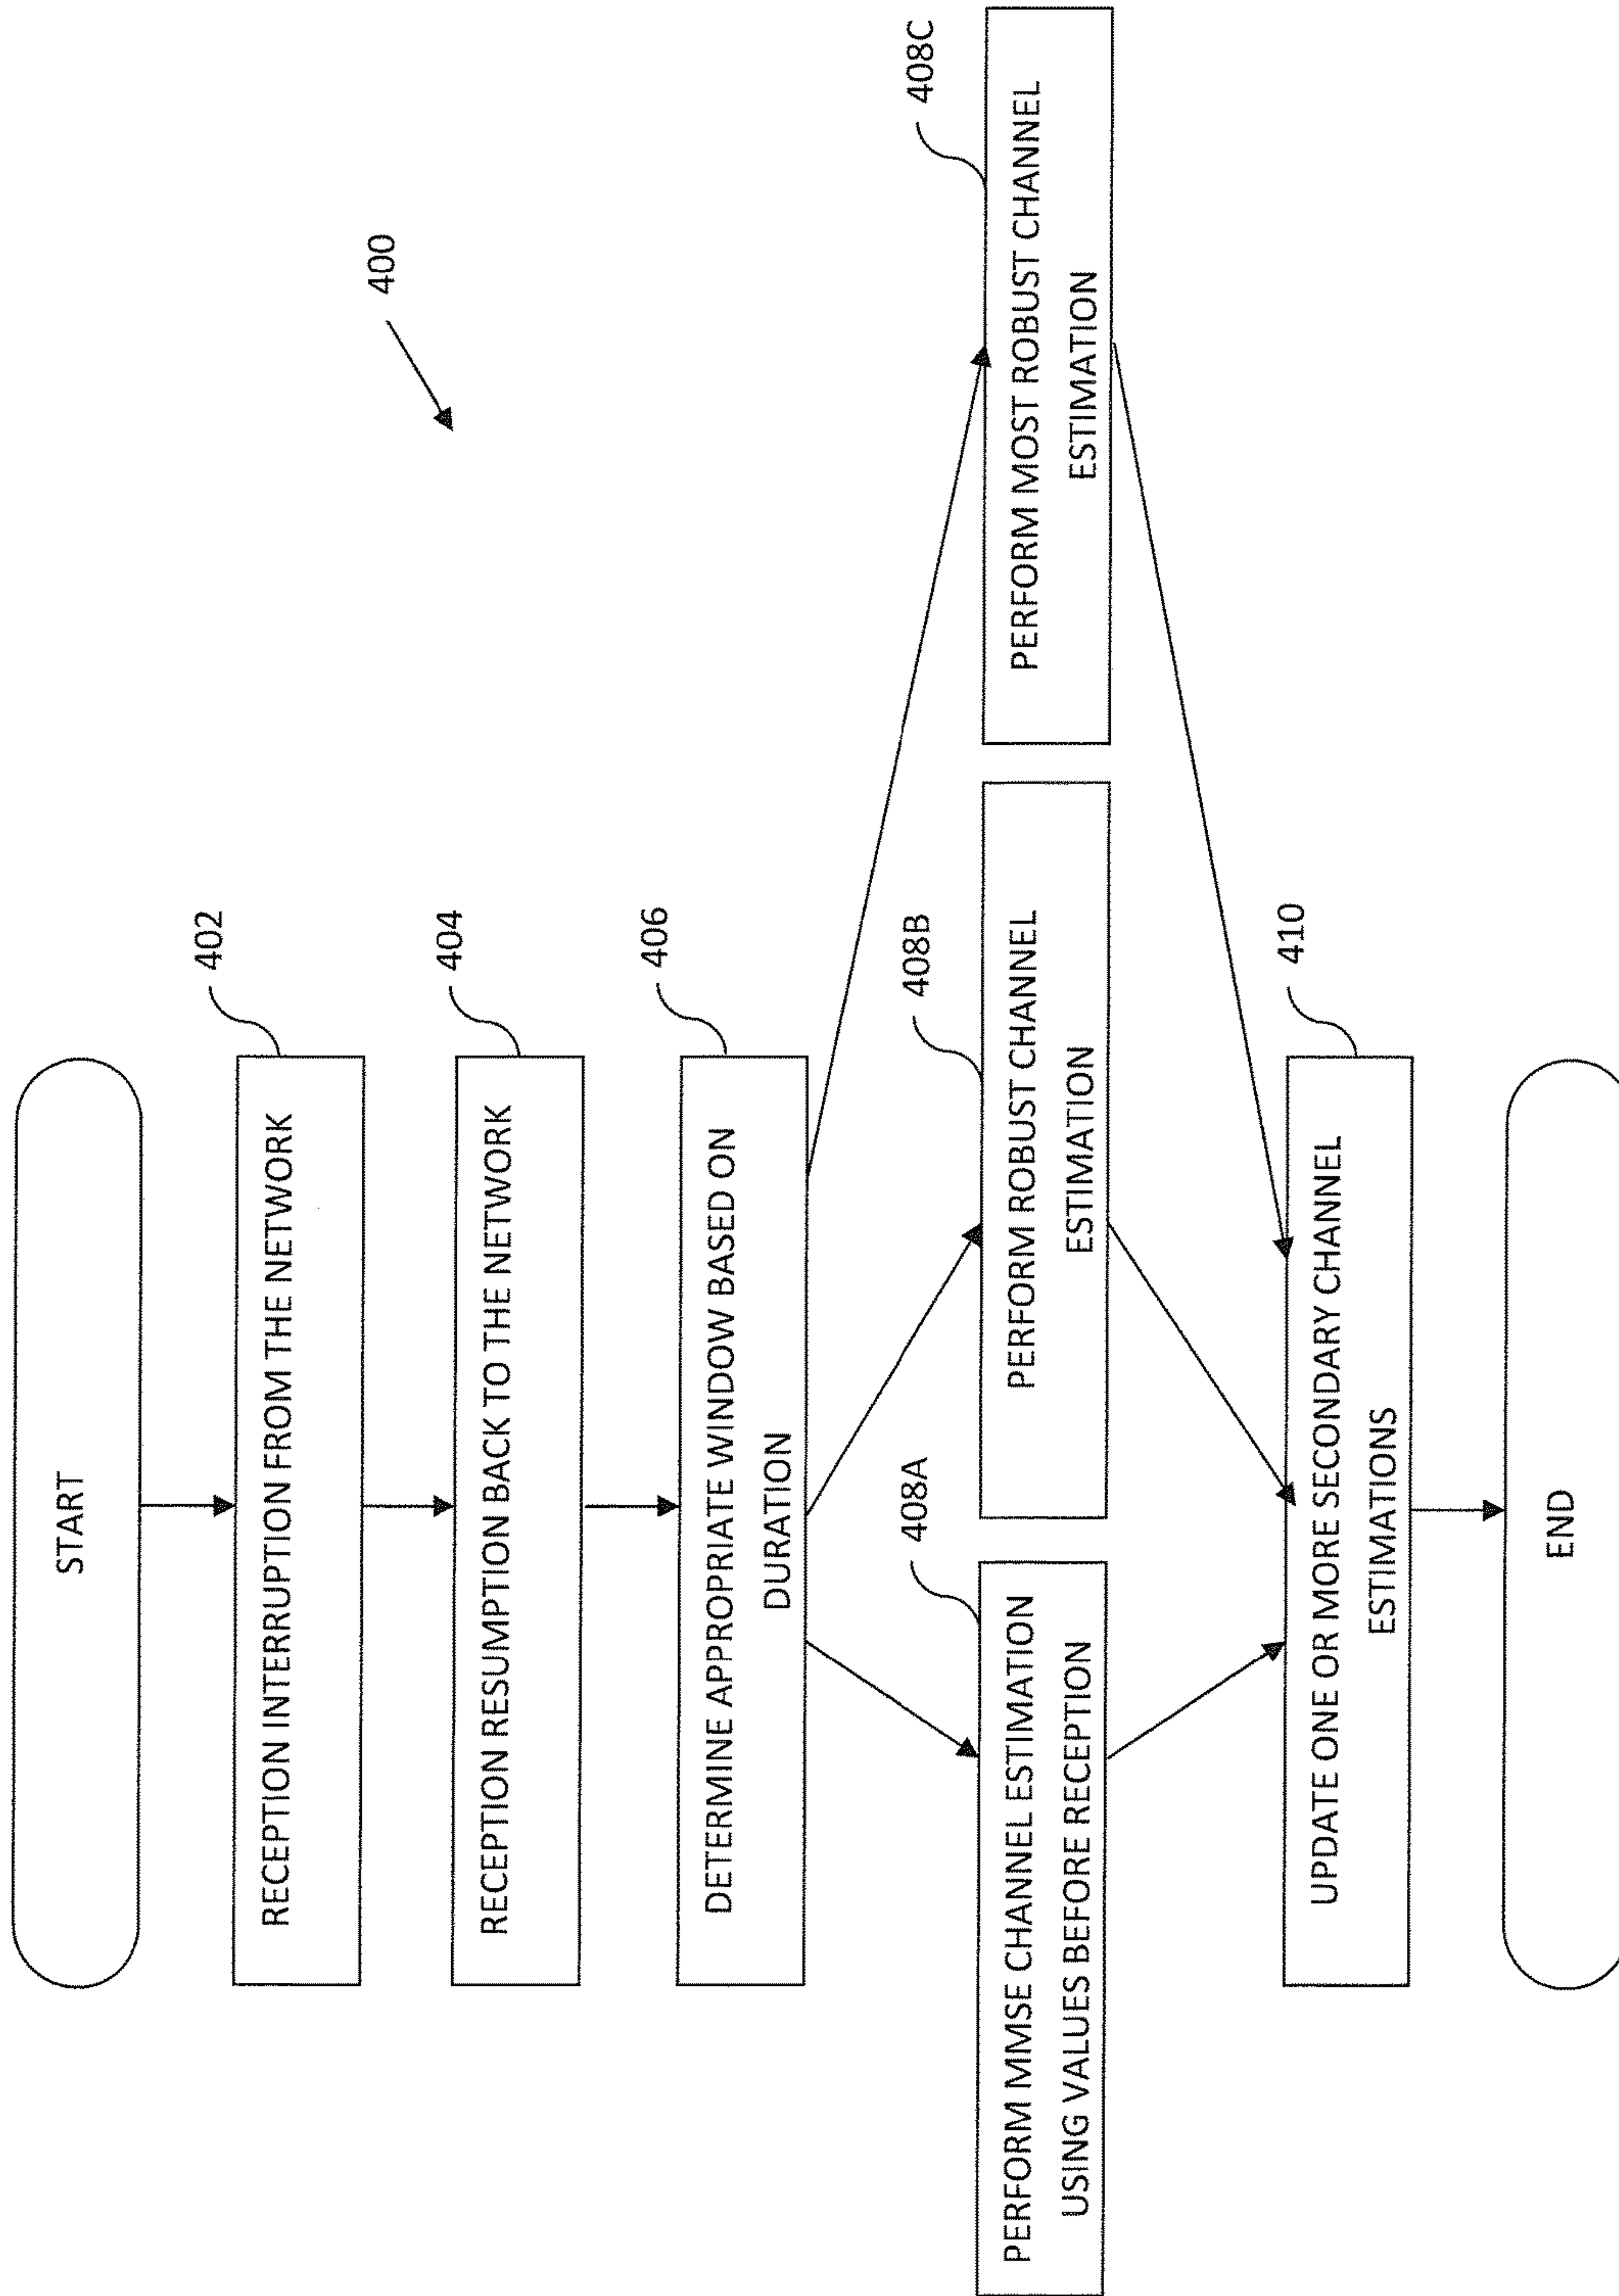 START
402
RECEPTION INTERRUPTION FROM THE NETWORK
404
RECEPTION RESUMPTION BACK TO THE NETWORK
406
DETERMINE APPROPRIATE WINDOW BASED ON
DURATION
400
408A
PERFORM MMSE CHANNEL ESTIMATION
USING VALUES BEFORE RECEPTION
408B
PERFORM ROBUST CHANNEL
ESTIMATION
408C
PERFORM MOST ROBUST CHANNEL
ESTIMATION
410
UPDATE ONE OR MORE SECONDARY CHANNEL
ESTIMATIONS
END